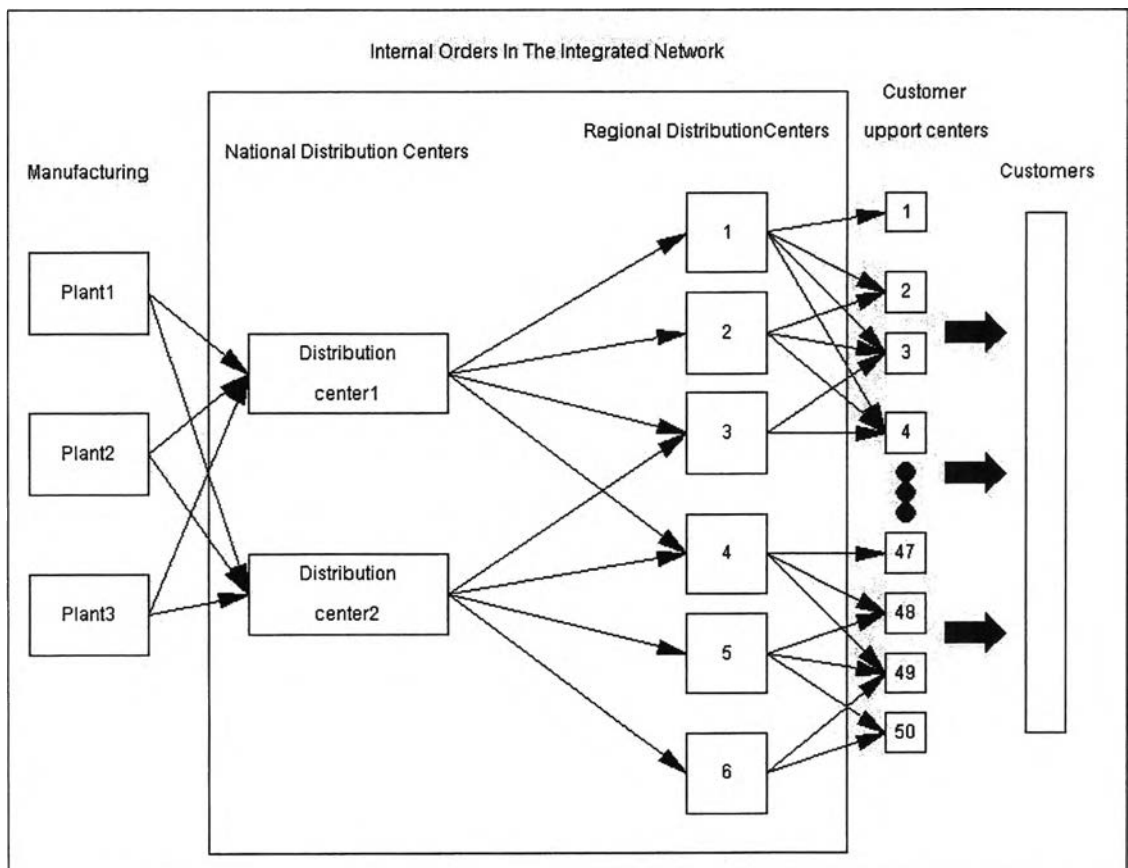 Internal Orders In The Integrated Network
Customer
upport centers
Regional DistributionCenters
National Distribution Centers
Manufacturing
Customers
Plant1
Plant2
Plant3
Distribution
center1
Distribution
center2
1
2
3
4
5
6
1
2
3
4
47
48
49
50